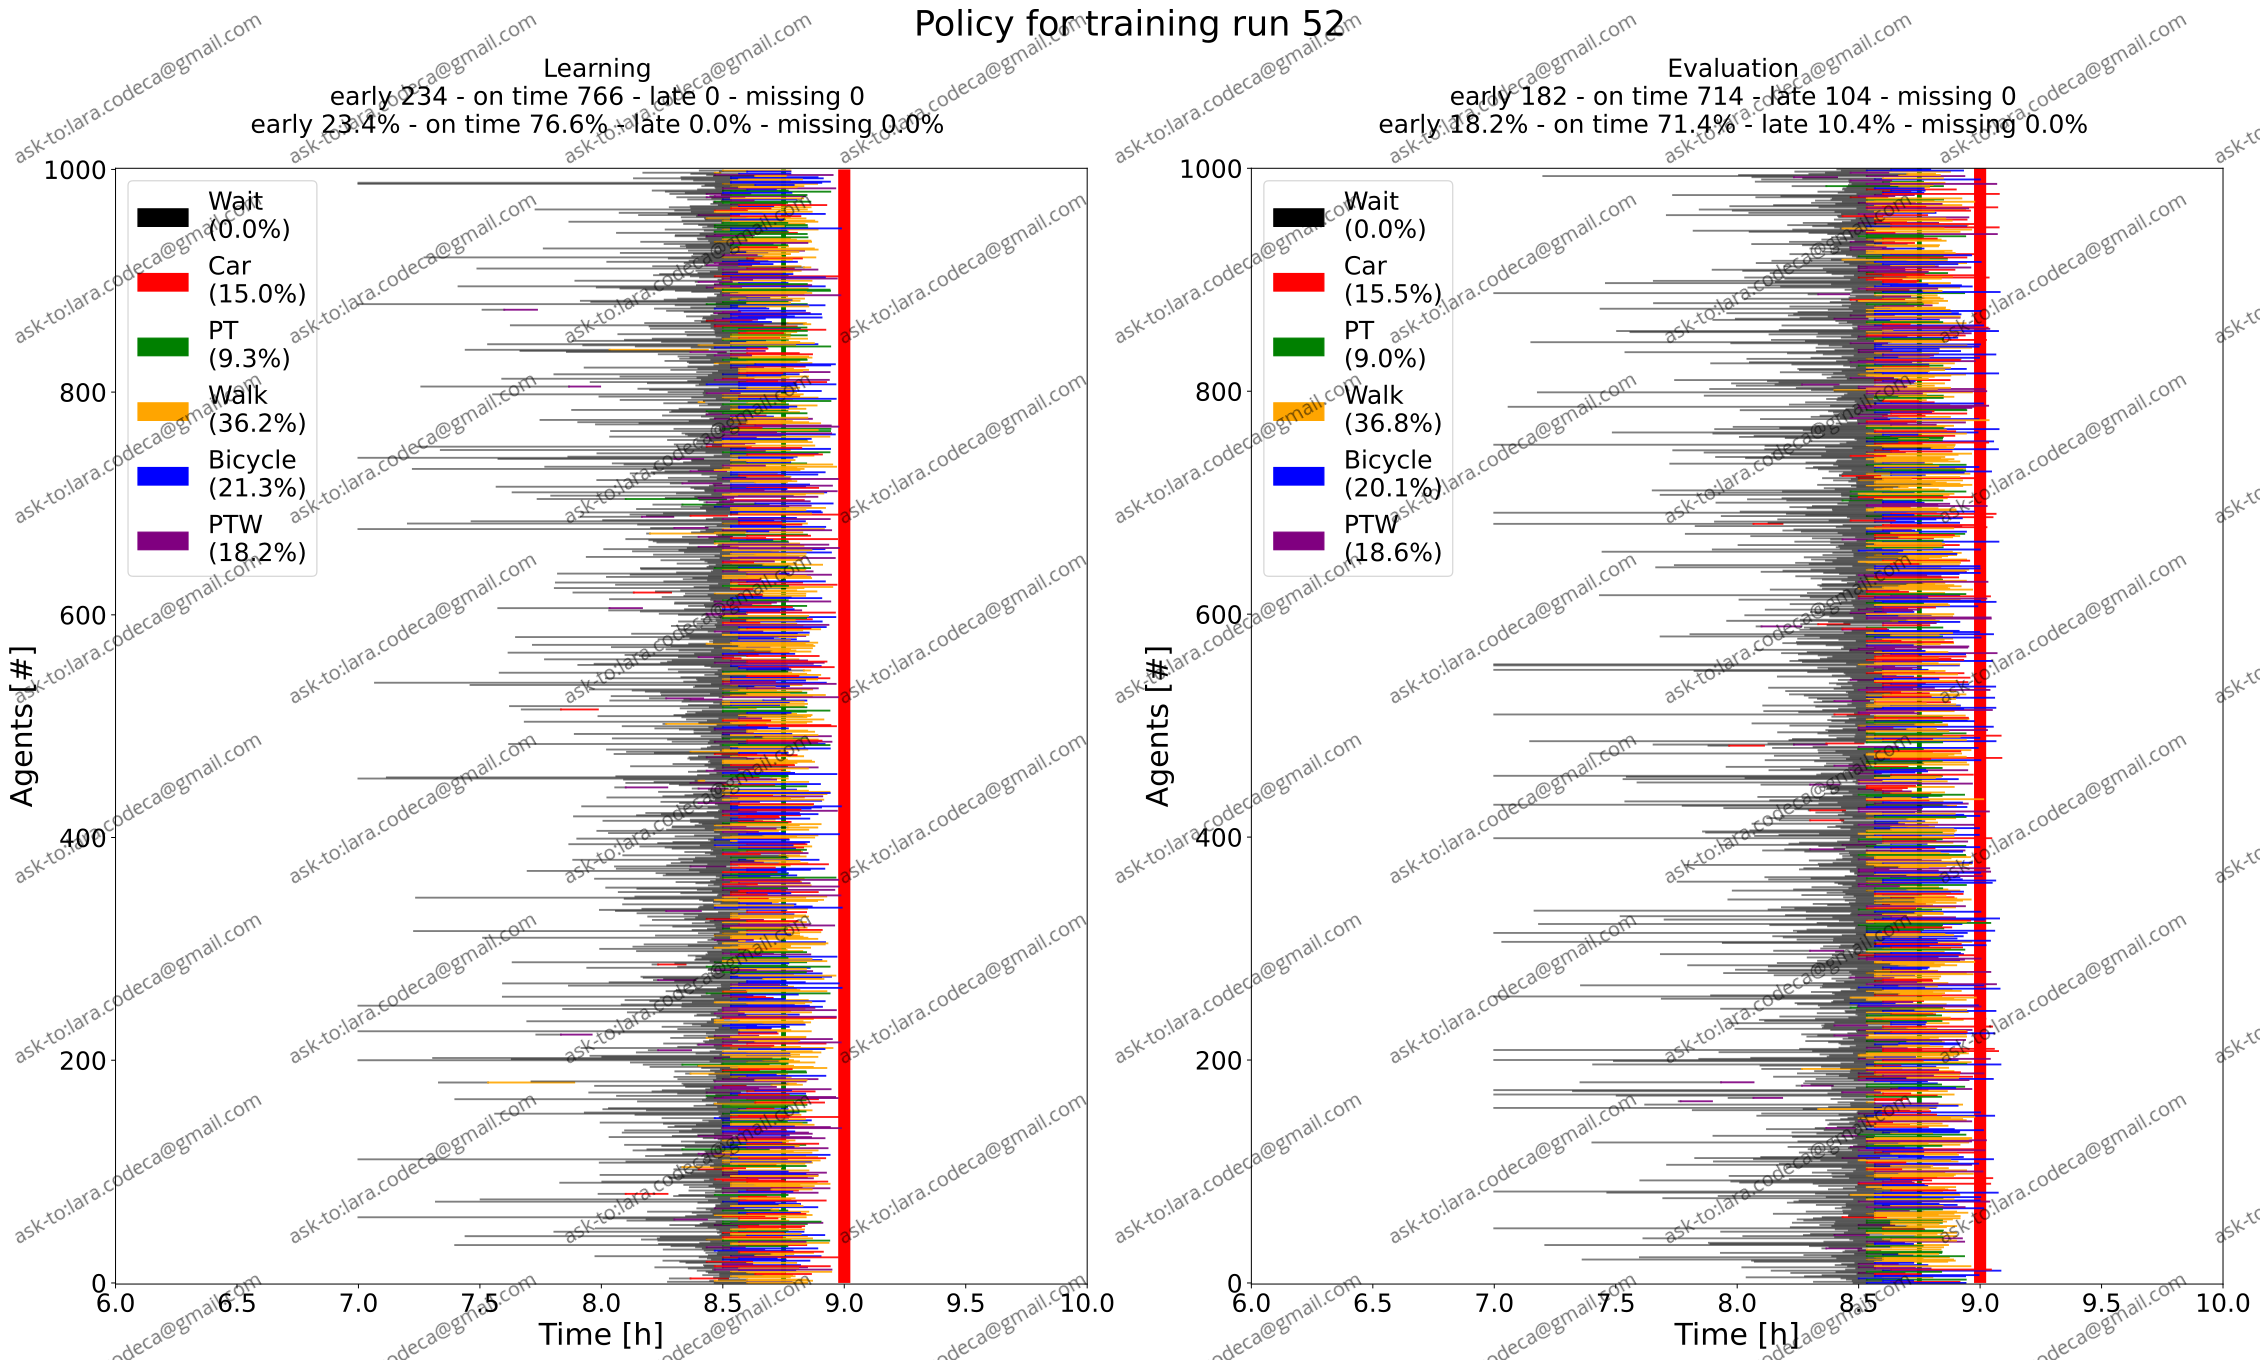 Policy for training run 52
Learning
early 234 - on time 766 - late 0 - missing 0
early 23.4% - on time 76.6% - late 0.0% - missing 0.0%
1000
800
600
400
200
0
Agents [#]
Wait
(0.0%)
Car
(15.0%)
PT
(9.3%)
Walk
(36.2%)
Bicycle
(21.3%)
PTW
(18.2%)
6.0 6.5 7.0 7.5 8.0 8.5 9.0 9.5 10.0
Time [h]
Evaluation
early 182 - on time 714 - late 104 - missing 0
early 18.2% - on time 71.4% - late 10.4% - missing 0.0%
1000
800
600
400
200
0
Agents [#]
Wait
(0.0%)
Car
(15.5%)
PT
(9.0%)
Walk
(36.8%)
Bicycle
(20.1%)
PTW
(18.6%)
6.0 6.5 7.0 7.5 8.0 8.5 9.0 9.5 10.0
Time [h]
ask-to:lara.codeca@gmail.com